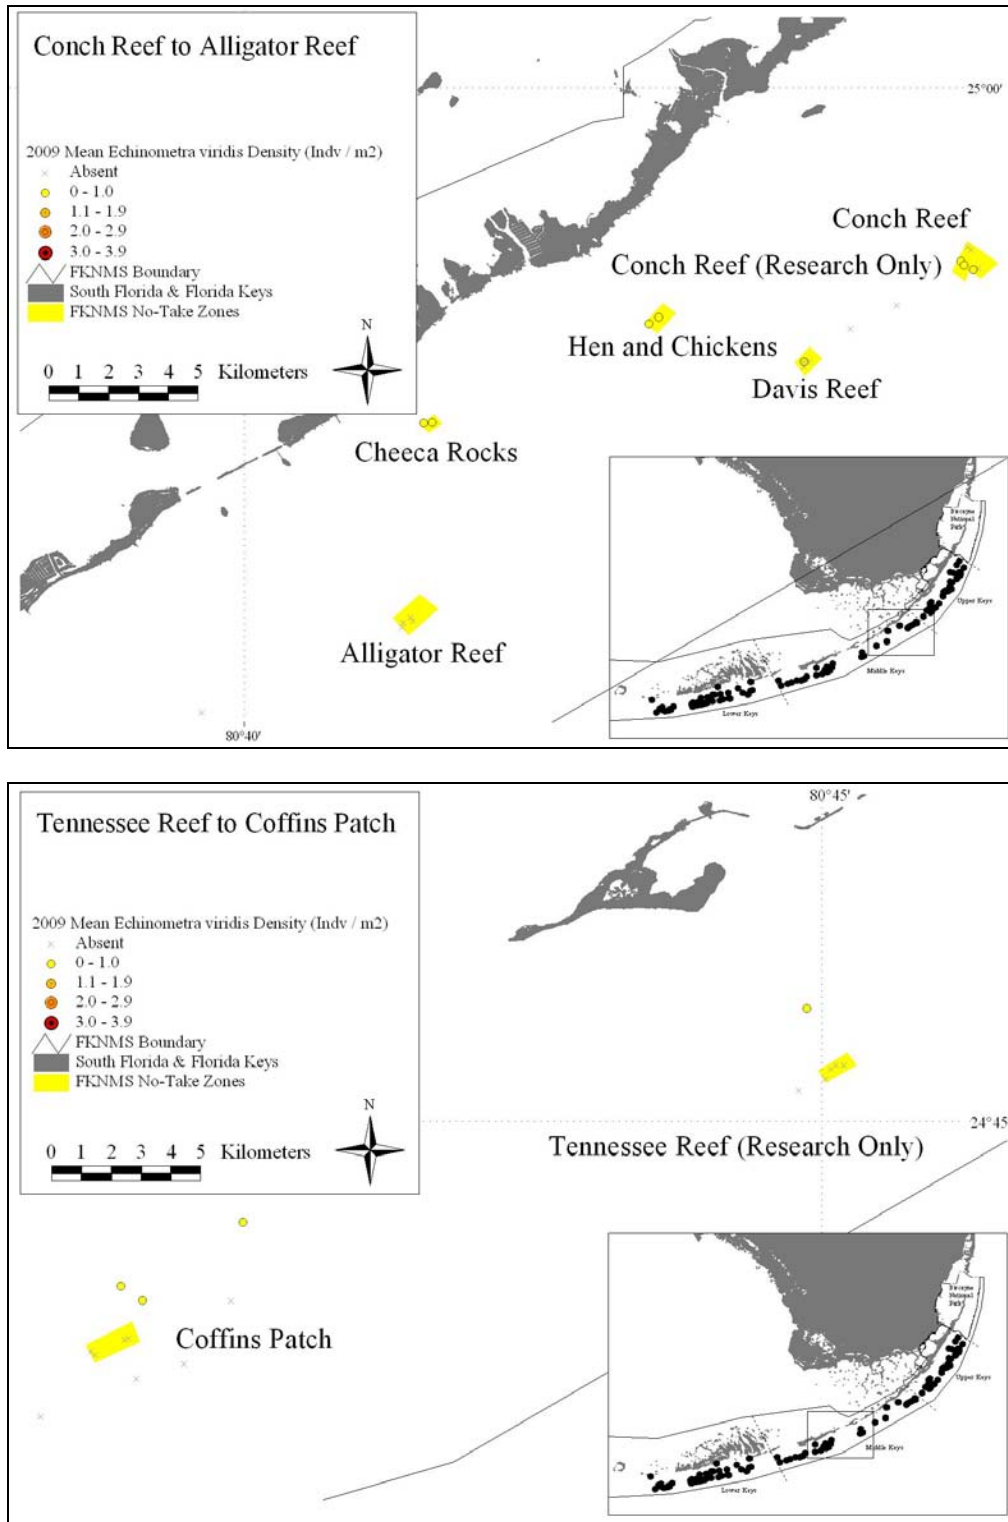 Conch Reef to Alligator Reef
2009 Mean Echinometra viridis Density (Indv / m2)
Absent
0 - 1.0
1.1 - 1.9
2.0 - 2.9
3.0 - 3.9
FKNMS Boundary
South Florida & Florida Keys
FKNMS No-Take Zones
0 1 2 3 4 5 Kilometers
N
25°00'
Conch Reef
Conch Reef (Research Only)
Hen and Chickens
Davis Reef
Cheeca Rocks
Alligator Reef
80°40'
Biscayne
National
Park
Upper Keys
Middle Keys
Lower Keys
Tennessee Reef to Coffins Patch
2009 Mean Echinometra viridis Density (Indv / m2)
Absent
0 - 1.0
1.1 - 1.9
2.0 - 2.9
3.0 - 3.9
FKNMS Boundary
South Florida & Florida Keys
FKNMS No-Take Zones
0 1 2 3 4 5 Kilometers
N
80°45'
24°45'
Tennessee Reef (Research Only)
Coffins Patch
Biscayne
National
Park
Upper Keys
Middle Keys
Lower Keys